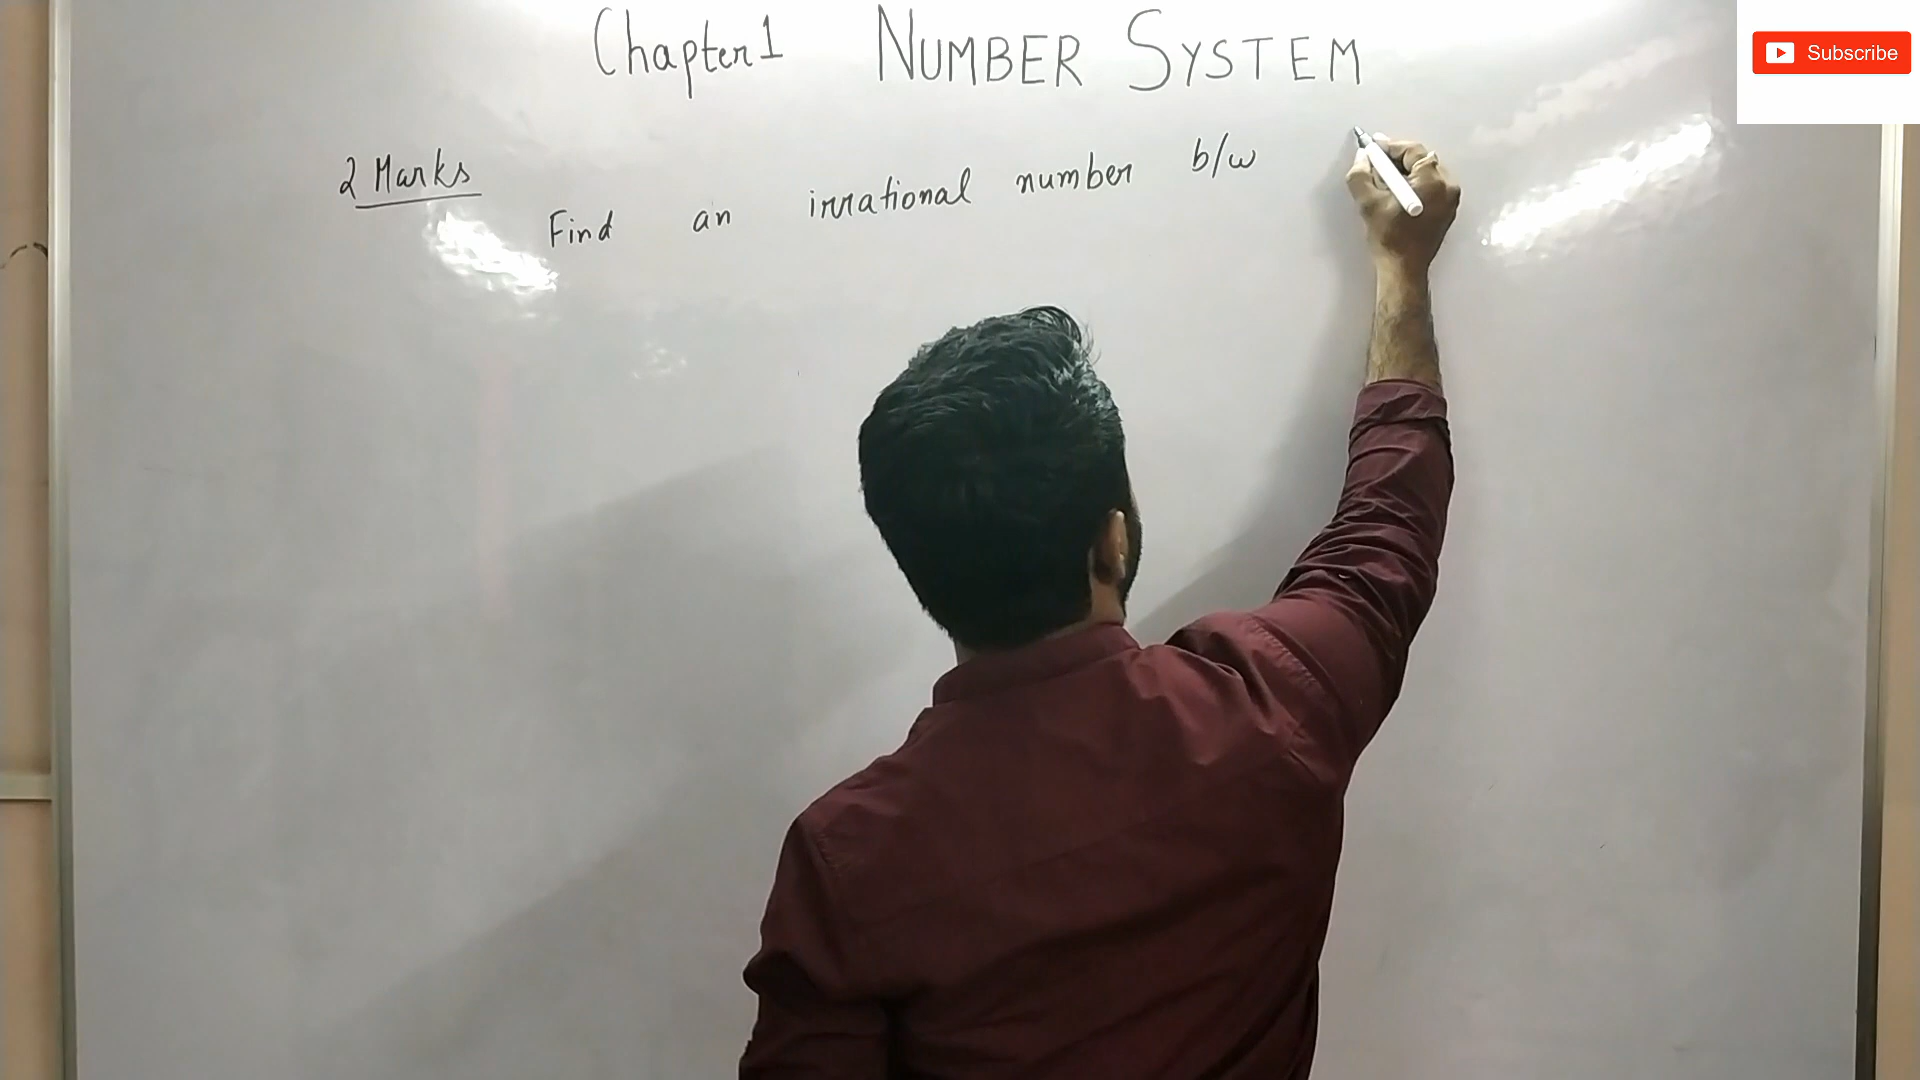 Chapter 1 NUMBER SYSTEM
Subscribe
2 Marks
Find an irrational number b/w